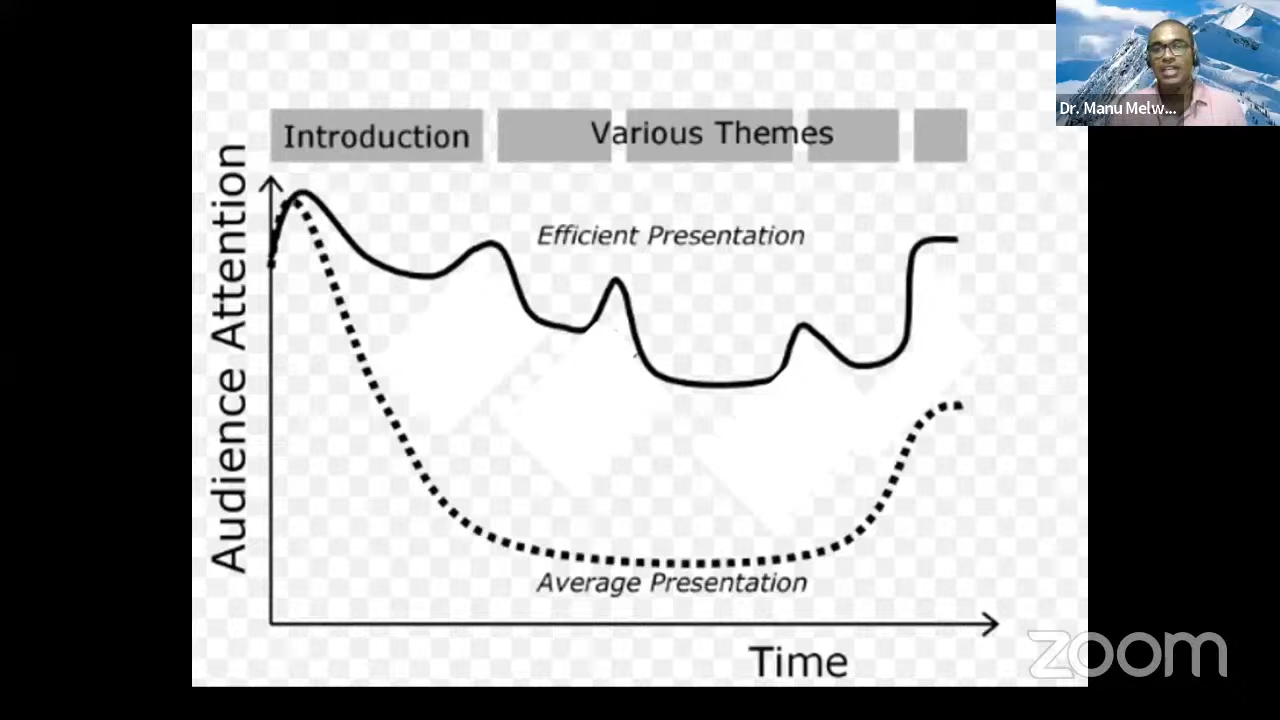 Dr. Manu Melw...
Introduction
Various Themes
Audience Attention
Efficient Presentation
Average Presentation
Time
zoom